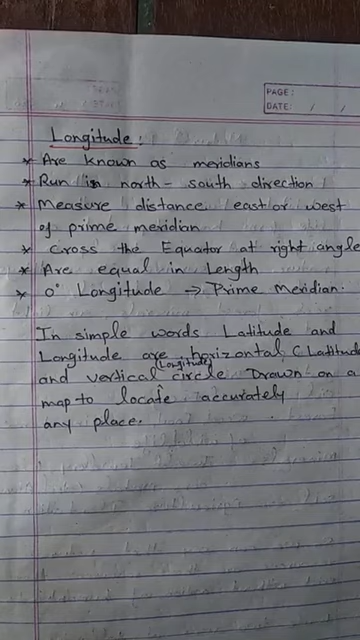 PAGE:
DATE: / /
Longitude:
* Are known as meridians
* Run in north - south direction
* Measure distance east or west
of prime meridian
* Cross the Equator at right angle
* Are equal in Length
* 0° Longitude → Prime Meridian.
In simple words Latitude and
Longitude are horizontal (Latitude
Longitude
and vertical circle Drawn on a
map to locate accurately
any place.